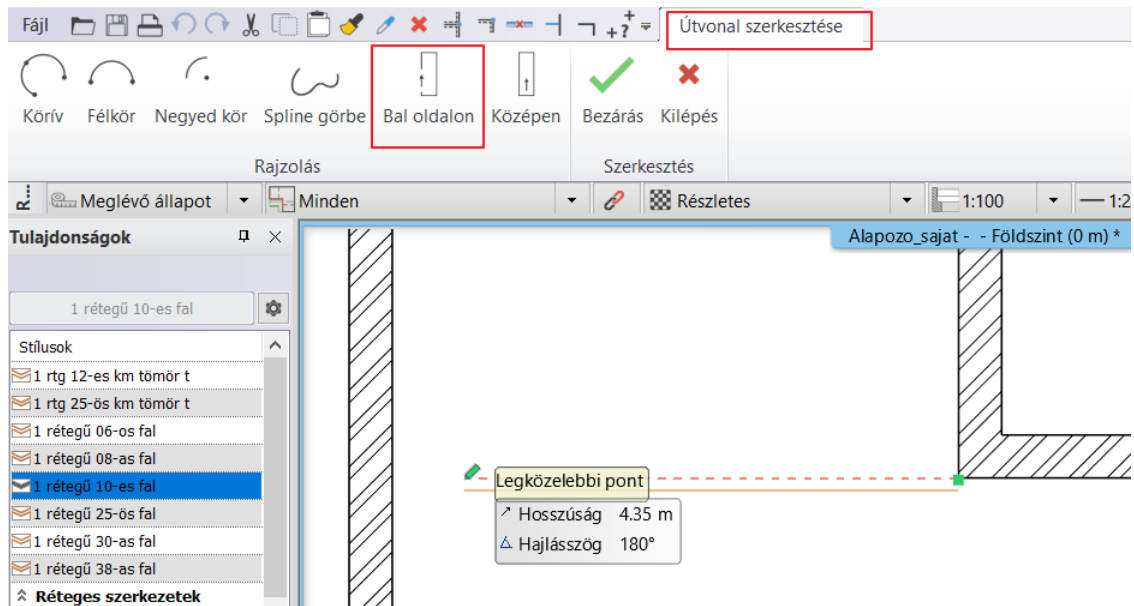 Fájl
Útvonal szerkesztése
Körív Félkör Negyed kör Spline görbe Bal oldalon Középen Bezárás Kilépés
Rajzolás Szerkesztés
R... Meglévő állapot Minden Részletes 1:100 1:2
Tulajdonságok
Alapozo_sajat - - Földszint (0 m) *
1 rétegű 10-es fal
Stílusok
1 rtg 12-es km tömör t
1 rtg 25-ös km tömör t
1 rétegű 06-os fal
1 rétegű 08-as fal
1 rétegű 10-es fal
1 rétegű 25-ös fal
1 rétegű 30-as fal
1 rétegű 38-as fal
Réteges szerkezetek
Legközelebbi pont
Hosszúság 4.35 m
Hajlásszög 180°